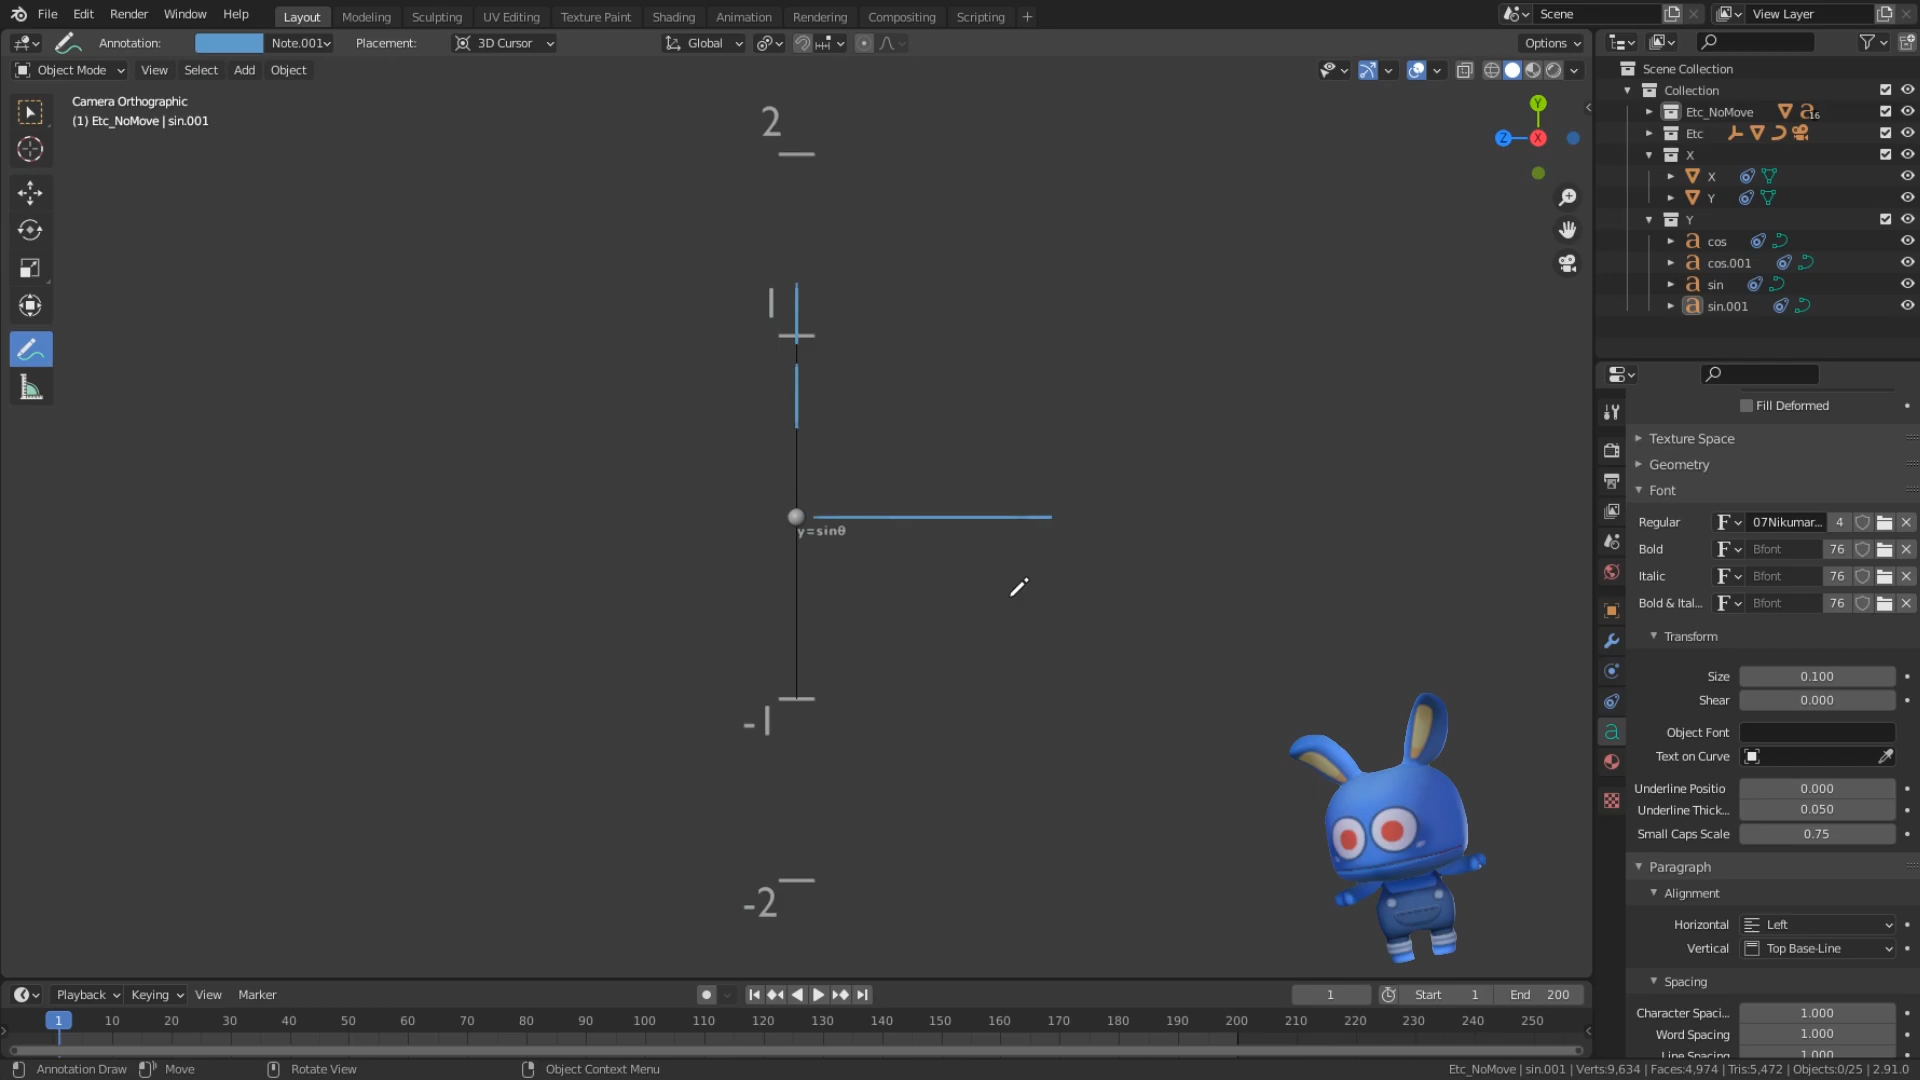 File Edit Render Window Help
Layout Modeling Sculpting UV Editing Texture Paint Shading Animation Rendering Compositing Scripting +
Scene
View Layer
Annotation: Note.001 Placement: 3D Cursor
Global
Options
Object Mode View Select Add Object
Camera Orthographic
(1) Etc_NoMove | sin.001
2
1
y=sinθ
-1
-2
Y
Z
X
Scene Collection
Collection
Etc_NoMove 16
Etc
X
X
Y
Y
cos
cos.001
sin
sin.001
Fill Deformed
Texture Space
Geometry
Font
Regular 07Nikumar... 4
Bold Bfont 76
Italic Bfont 76
Bold & Ital... Bfont 76
Transform
Size 0.100
Shear 0.000
Object Font
Text on Curve
Underline Positio 0.000
Underline Thick... 0.050
Small Caps Scale 0.75
Paragraph
Alignment
Horizontal Left
Vertical Top Base-Line
Spacing
Character Spaci... 1.000
Word Spacing 1.000
Line Spacing 1.000
Playback Keying View Marker
1 Start 1 End 200
1 10 20 30 40 50 60 70 80 90 100 110 120 130 140 150 160 170 180 190 200 210 220 230 240 250
Annotation Draw Move Rotate View Object Context Menu
Etc_NoMove | sin.001 | Verts:9,634 | Faces:4,974 | Tris:5,472 | Objects:0/25 | 2.91.0